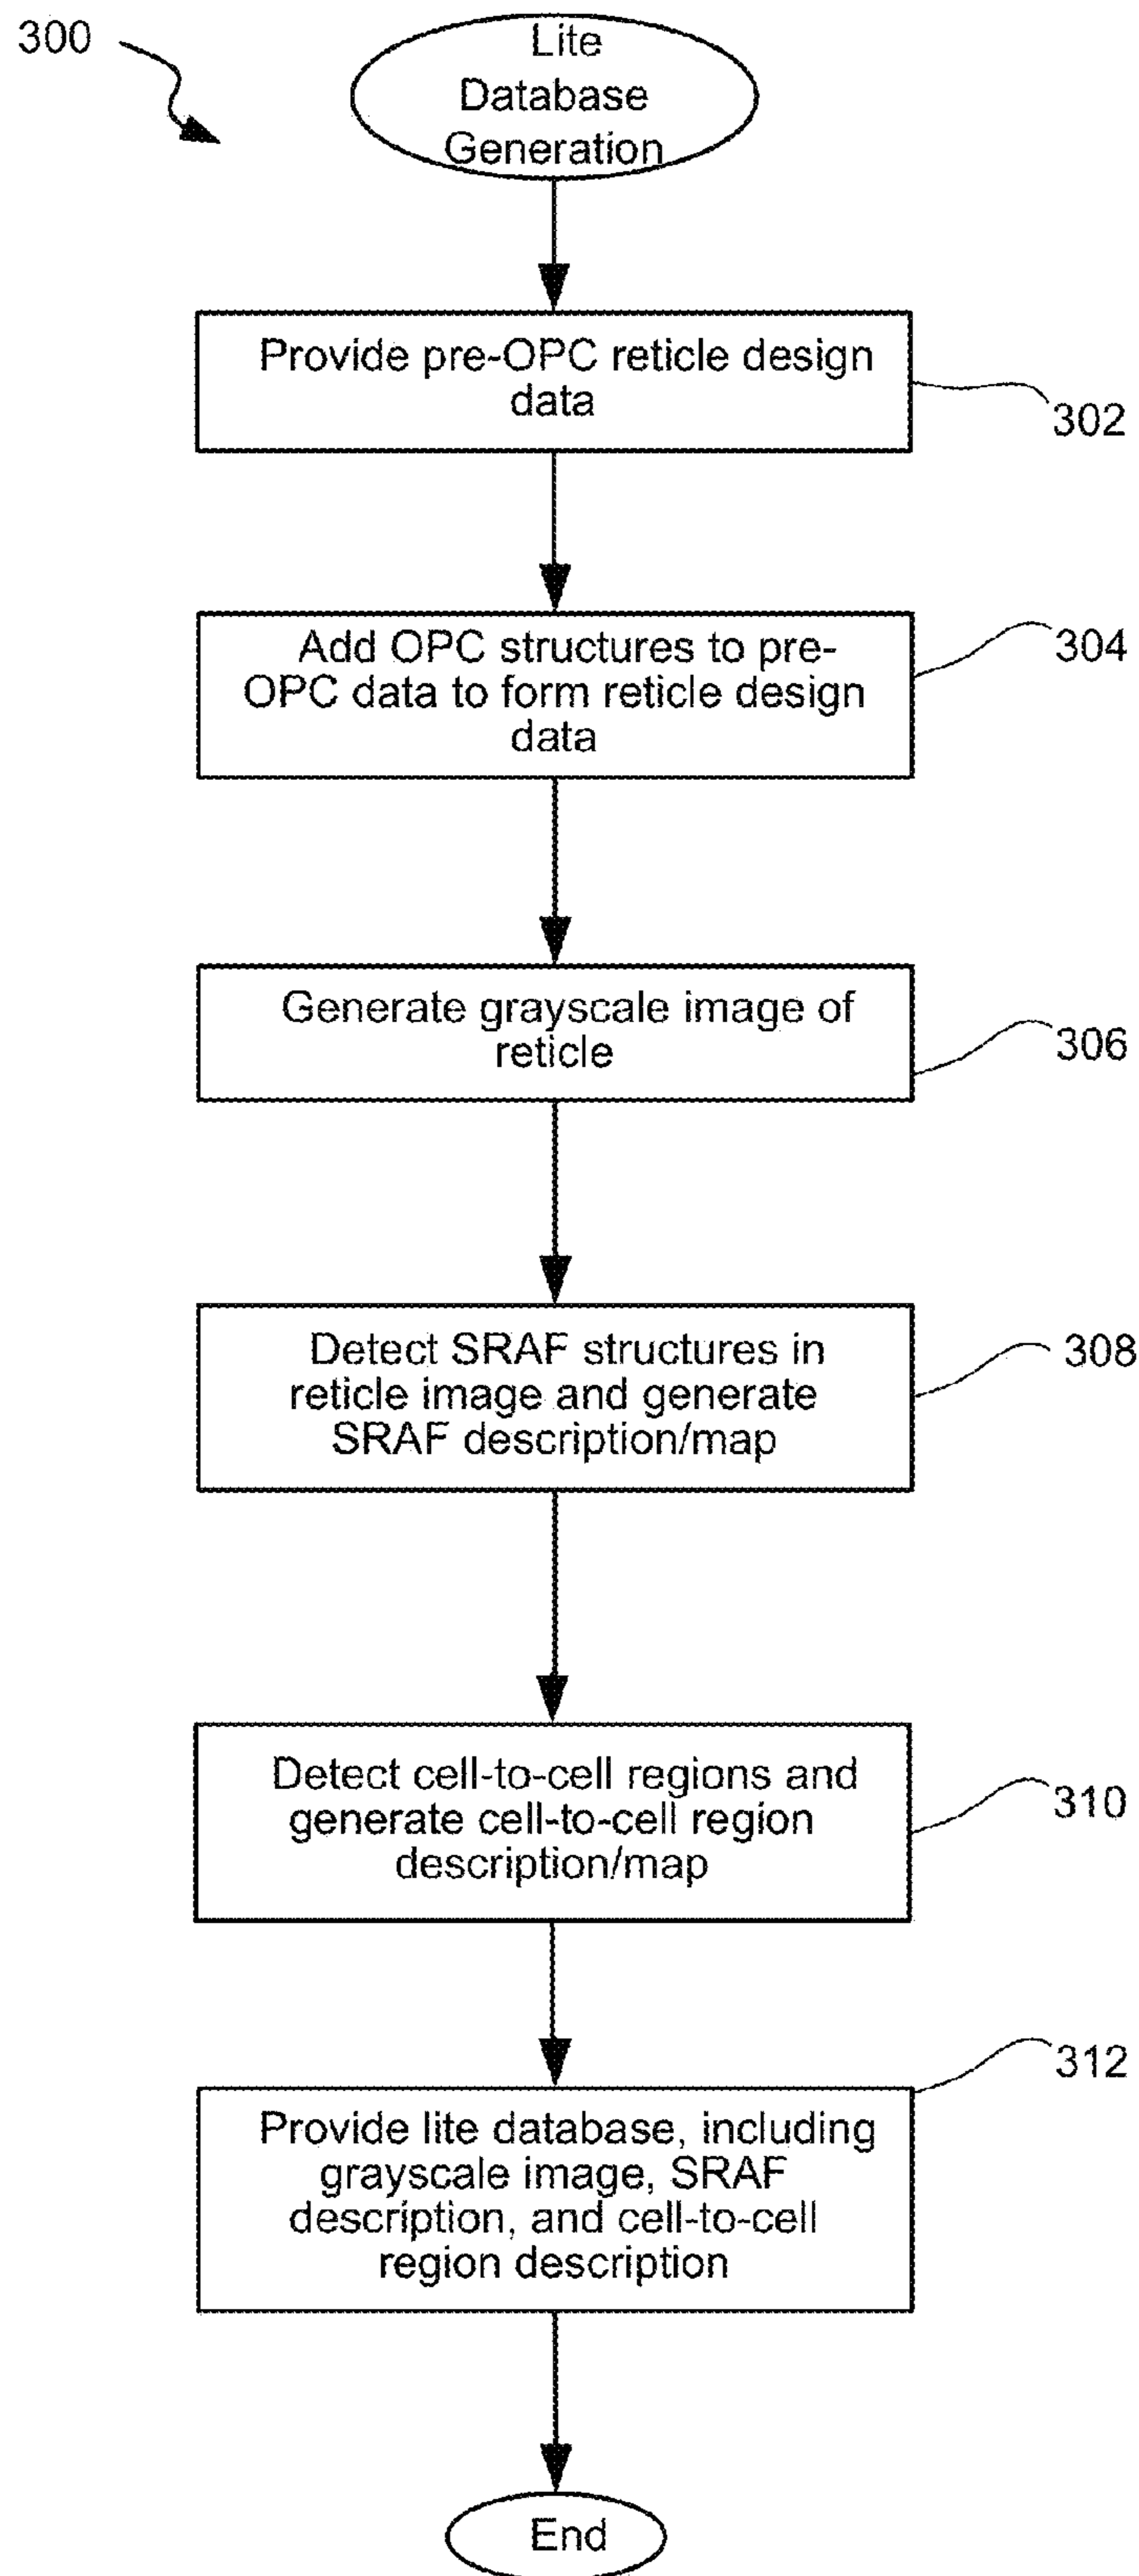 300
Lite
Database
Generation
Provide pre-OPC reticle design
data
302
Add OPC structures to pre-
OPC data to form reticle design
data
304
Generate grayscale image of
reticle
306
Detect SRAF structures in
reticle image and generate
SRAF description/map
308
Detect cell-to-cell regions and
generate cell-to-cell region
description/map
310
Provide lite database, including
grayscale image, SRAF
description, and cell-to-cell
region description
312
End